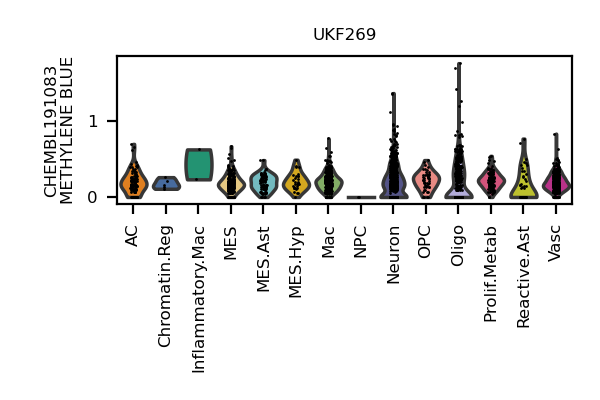 UKF269
CHEMBL191083
METHYLENE BLUE
1
0
AC
Chromatin.Reg
Inflammatory.Mac
MES
MES.Ast
MES.Hyp
Mac
NPC
Neuron
OPC
Oligo
Prolif.Metab
Reactive.Ast
Vasc